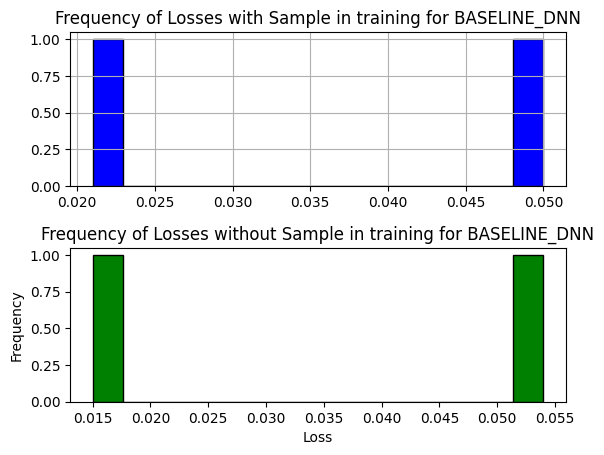 Frequency of Losses with Sample in training for BASELINE_DNN
1.00
0.75
0.50
0.25
0.00
0.020 0.025 0.030 0.035 0.040 0.045 0.050
Frequency of Losses without Sample in training for BASELINE_DNN
Frequency
1.00
0.75
0.50
0.25
0.00
0.015 0.020 0.025 0.030 0.035 0.040 0.045 0.050 0.055
Loss